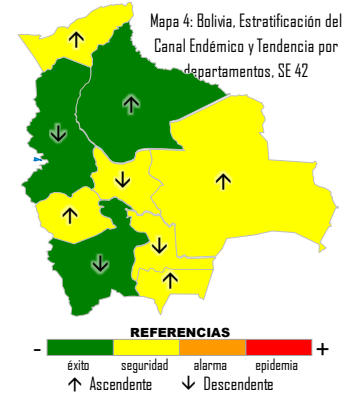 Mapa 4: Bolivia, Estratificación del
Canal Endémico y Tendencia por
departamentos, SE 42
REFERENCIAS
- +
éxito seguridad alarma epidemia
↑ Ascendente ↓ Descendente